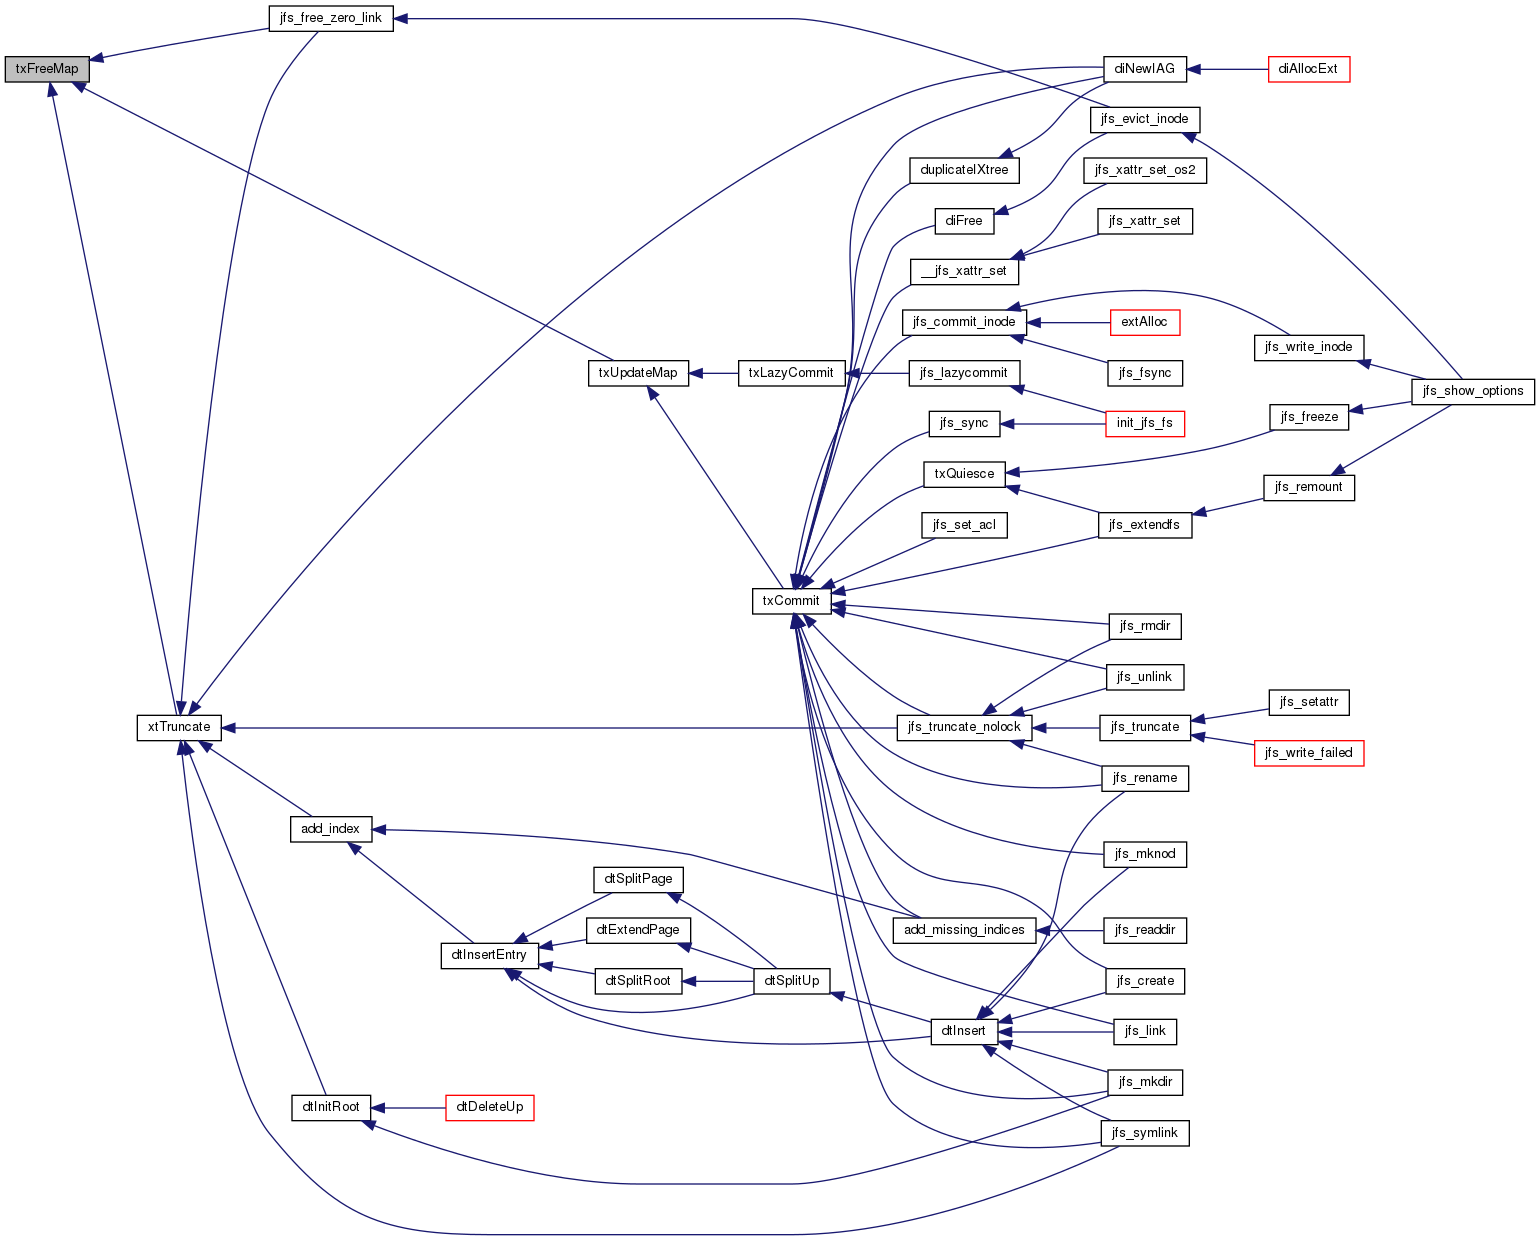 jfs_free_zero_link
txFreeMap
diNewIAG
diAllocExt
jfs_evict_inode
duplicateIXtree
jfs_xattr_set_os2
diFree
jfs_xattr_set
__jfs_xattr_set
jfs_commit_inode
extAlloc
jfs_write_inode
txUpdateMap
txLazyCommit
jfs_lazycommit
jfs_fsync
jfs_show_options
jfs_sync
init_jfs_fs
jfs_freeze
txQuiesce
jfs_remount
jfs_set_acl
jfs_extendfs
txCommit
jfs_rmdir
jfs_unlink
jfs_setattr
xtTruncate
jfs_truncate_nolock
jfs_truncate
jfs_write_failed
jfs_rename
add_index
jfs_mknod
dtSplitPage
dtExtendPage
add_missing_indices
jfs_readdir
dtInsertEntry
dtSplitRoot
dtSplitUp
jfs_create
dtInsert
jfs_link
jfs_mkdir
dtInitRoot
dtDeleteUp
jfs_symlink